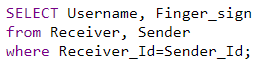 SELECT Username, Finger_sign
from Receiver, Sender
where Receiver_Id=Sender_Id;